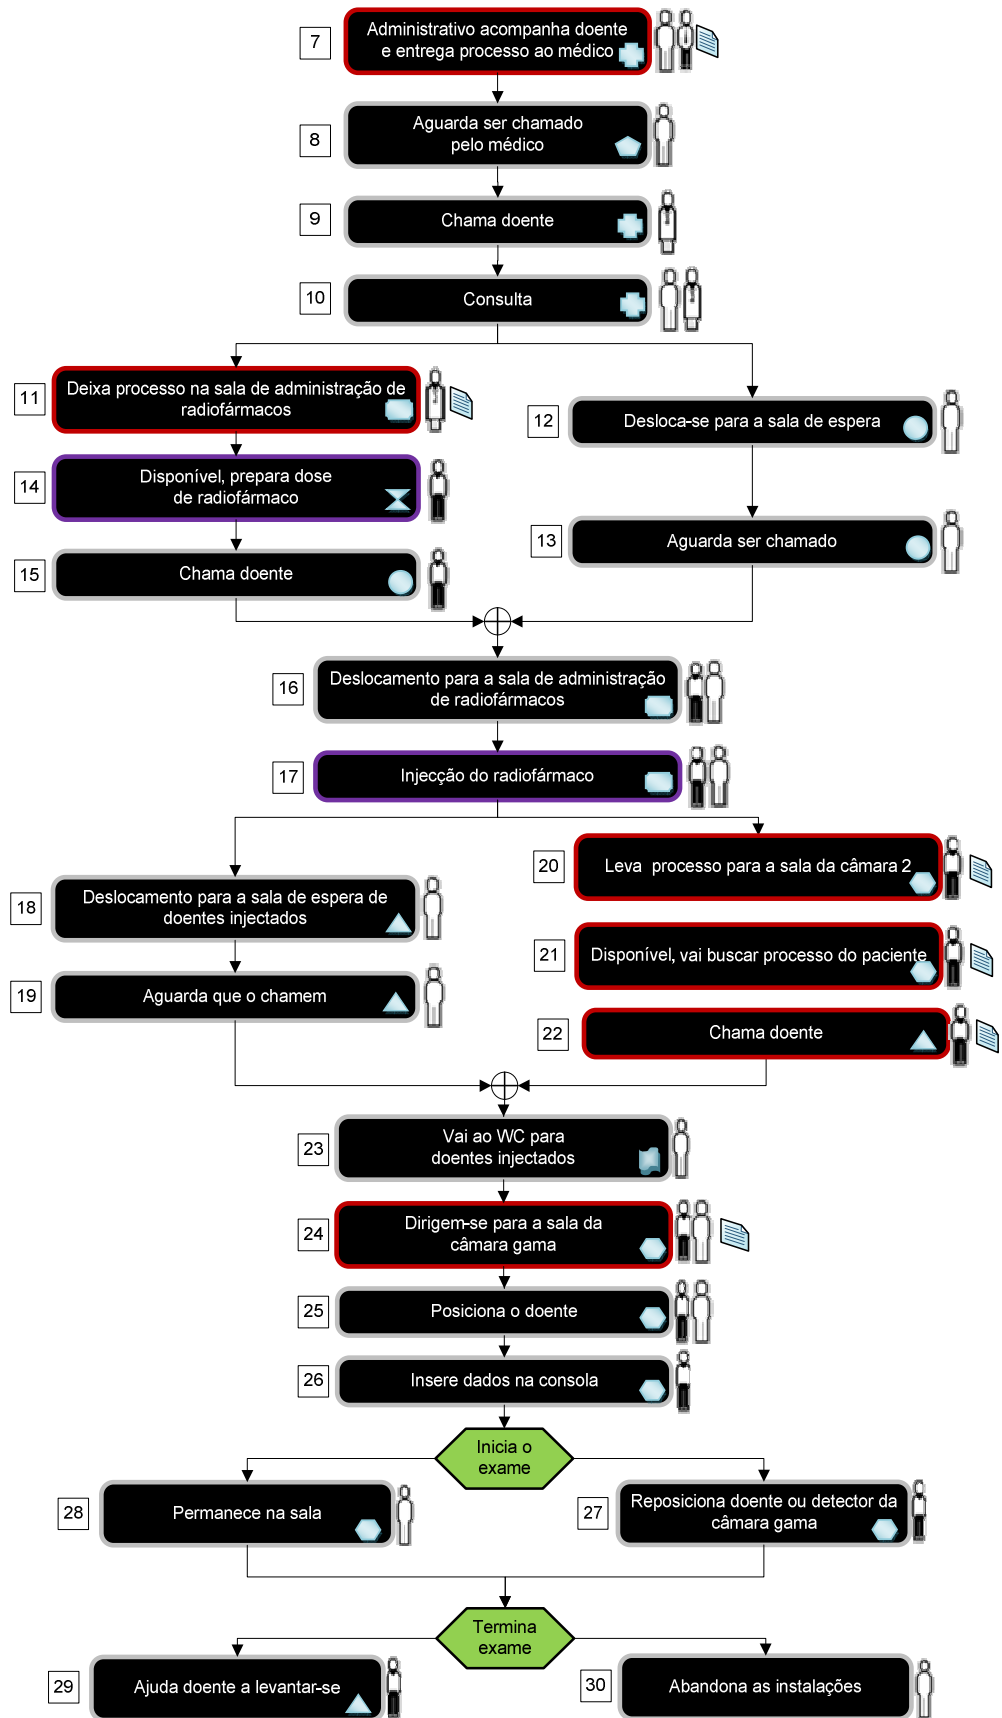 7
Administrativo acompanha doente
e entrega processo ao médico
8
Aguarda ser chamado
pelo médico
9
Chama doente
10
Consulta
11
Deixa processo na sala de administração de
radiofármacos
12
Desloca-se para a sala de espera
14
Disponível, prepara dose
de radiofármaco
13
Aguarda ser chamado
15
Chama doente
16
Deslocamento para a sala de administração
de radiofármacos
17
Injecção do radiofármaco
20
Leva processo para a sala da câmara 2
18
Deslocamento para a sala de espera de
doentes injectados
21
Disponível, vai buscar processo do paciente
19
Aguarda que o chamem
22
Chama doente
23
Vai ao WC para
doentes injectados
24
Dirigem-se para a sala da
câmara gama
25
Posiciona o doente
26
Insere dados na consola
Inicia o
exame
28
Permanece na sala
27
Reposiciona doente ou detector da
câmara gama
Termina
exame
29
Ajuda doente a levantar-se
30
Abandona as instalações